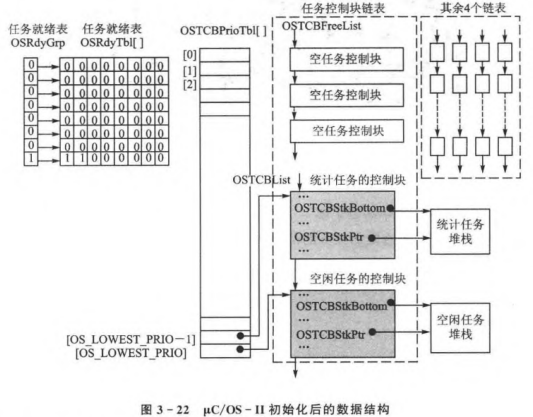 任务就绪表 OSRdyGrp
任务就绪表 OSRdyTbl[ ]
0 0 0 0 0 0 0 0 0
0 0 0 0 0 0 0 0 0
0 0 0 0 0 0 0 0 0
0 0 0 0 0 0 0 0 0
0 0 0 0 0 0 0 0 0
0 0 0 0 0 0 0 0 0
0 0 0 0 0 0 0 0 0
1 1 1 0 0 0 0 0 0
OSTCBPrioTbl[ ]
[0]
[1]
[2]
[OS_LOWEST_PRIO-1]
[OS_LOWEST_PRIO]
任务控制块链表
OSTCBFreeList
空任务控制块
空任务控制块
空任务控制块
OSTCBList
统计任务的控制块
...
OSTCBStkBottom
...
OSTCBStkPtr
...
统计任务
堆栈
空闲任务的控制块
...
OSTCBStkBottom
...
OSTCBStkPtr
...
空闲任务
堆栈
其余4个链表
图 3-22 μC/OS-II 初始化后的数据结构